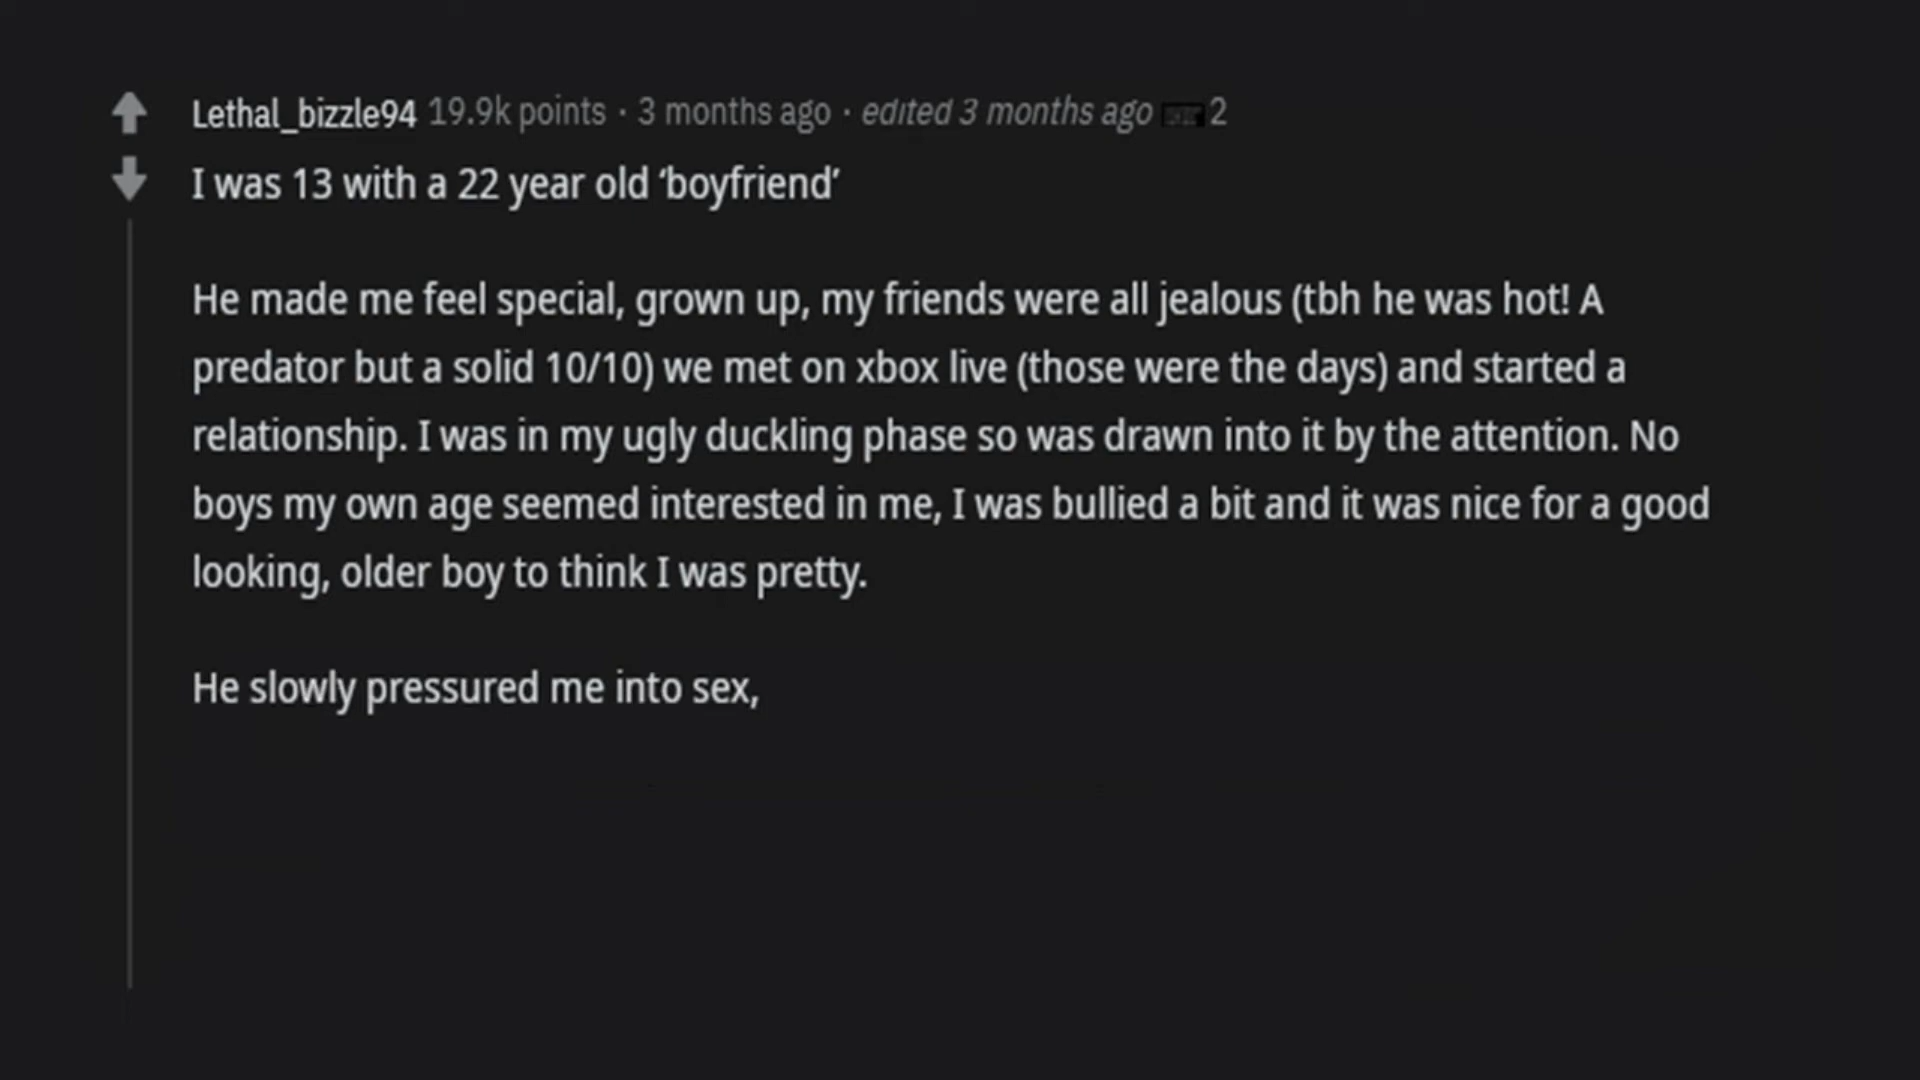 Lethal_bizzle94 19.9k points · 3 months ago · edited 3 months ago 2
I was 13 with a 22 year old ‘boyfriend’
He made me feel special, grown up, my friends were all jealous (tbh he was hot! A
predator but a solid 10/10) we met on xbox live (those were the days) and started a
relationship. I was in my ugly duckling phase so was drawn into it by the attention. No
boys my own age seemed interested in me, I was bullied a bit and it was nice for a good
looking, older boy to think I was pretty.
He slowly pressured me into sex,